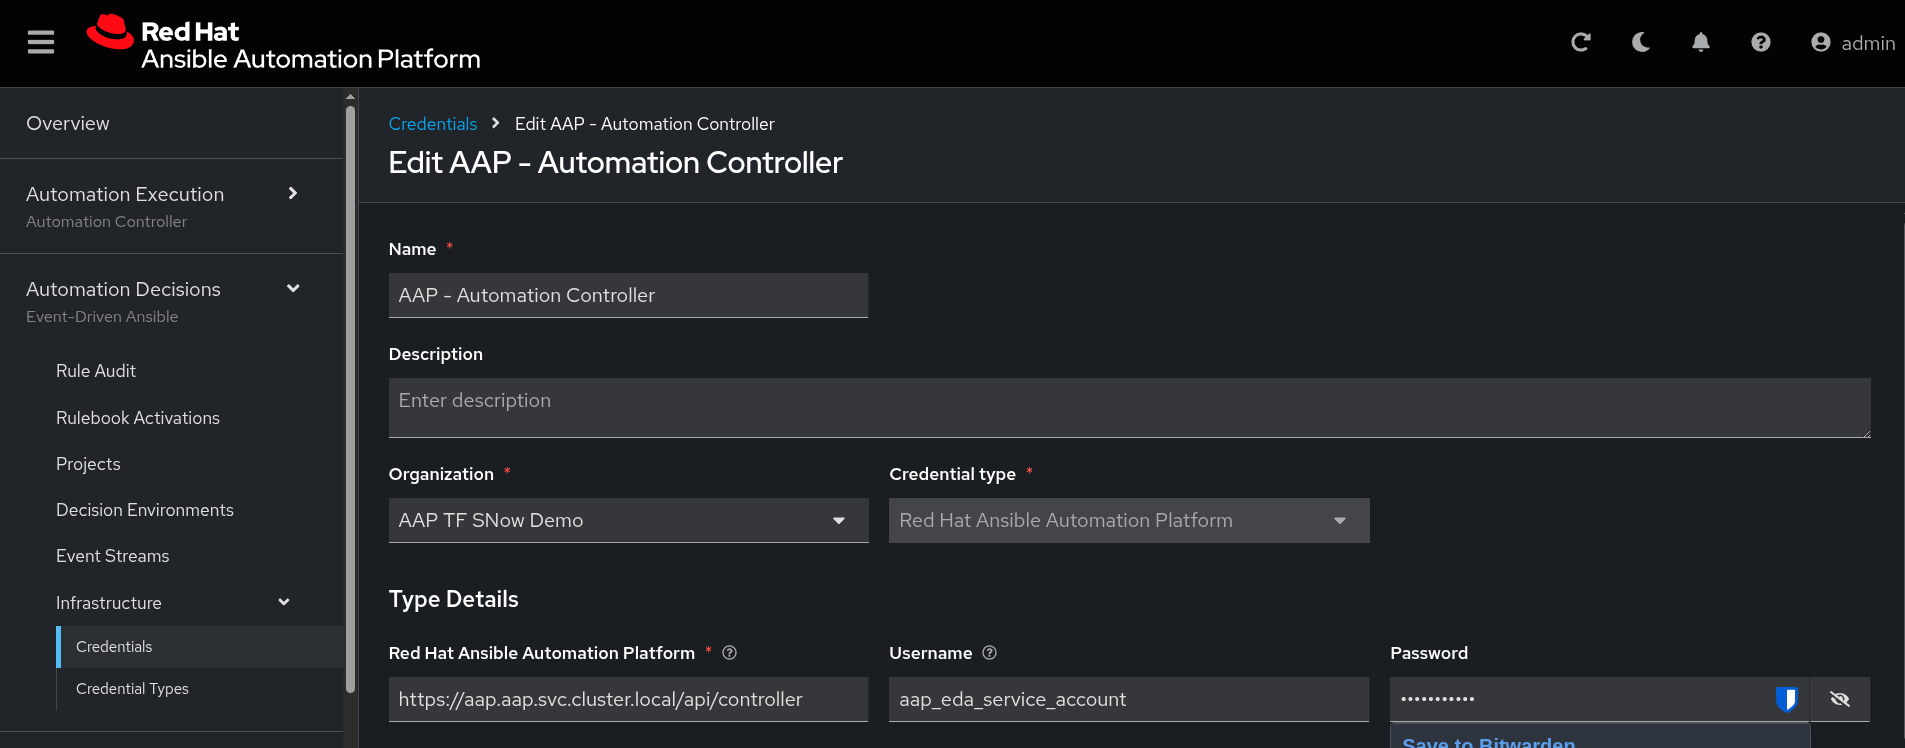 Red Hat
Ansible Automation Platform
admin
Overview
Automation Execution
Automation Controller
Automation Decisions
Event-Driven Ansible
Rule Audit
Rulebook Activations
Projects
Decision Environments
Event Streams
Infrastructure
Credentials
Credential Types
Credentials > Edit AAP - Automation Controller
Edit AAP - Automation Controller
Name *
AAP - Automation Controller
Description
Enter description
Organization * Credential type *
AAP TF SNow Demo Red Hat Ansible Automation Platform
Type Details
Red Hat Ansible Automation Platform * Username Password
https://aap.aap.svc.cluster.local/api/controller aap_eda_service_account •••••••••••
Save to Bitwarden